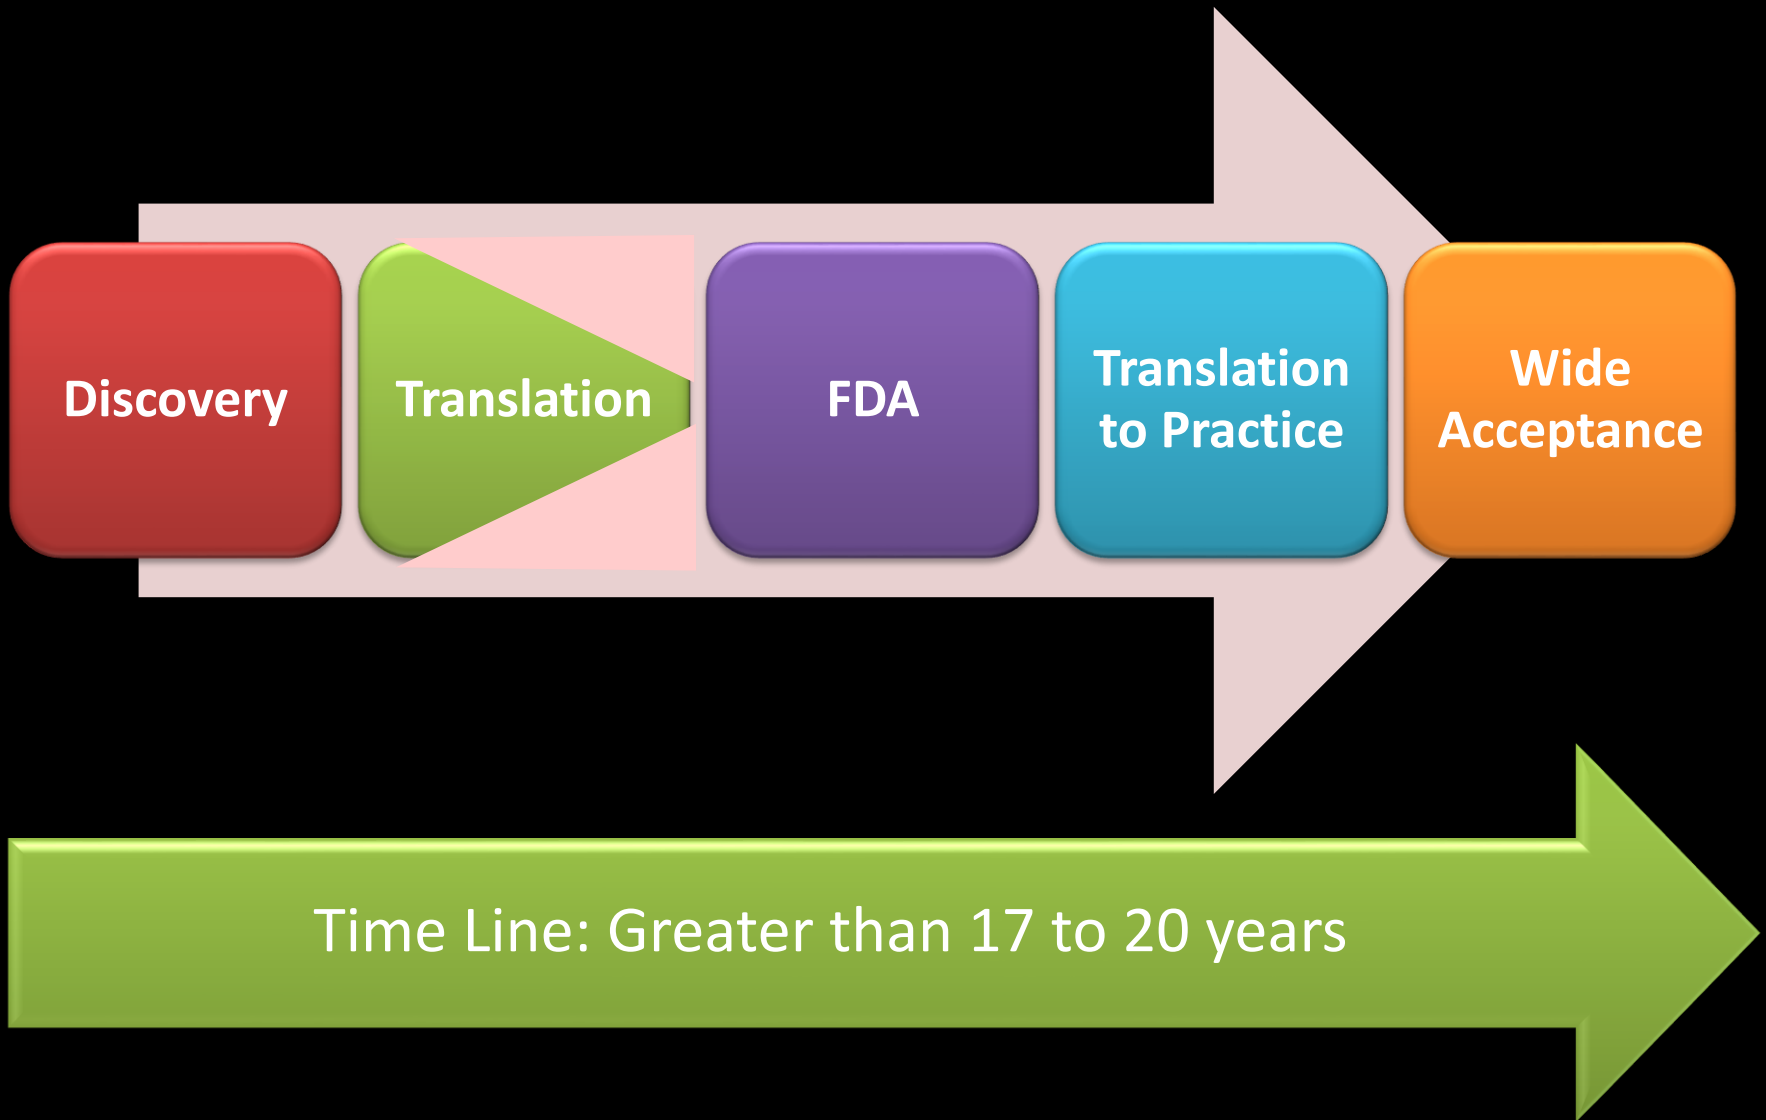 Discovery
Translation
FDA
Translation
to Practice
Wide
Acceptance
Time Line: Greater than 17 to 20 years